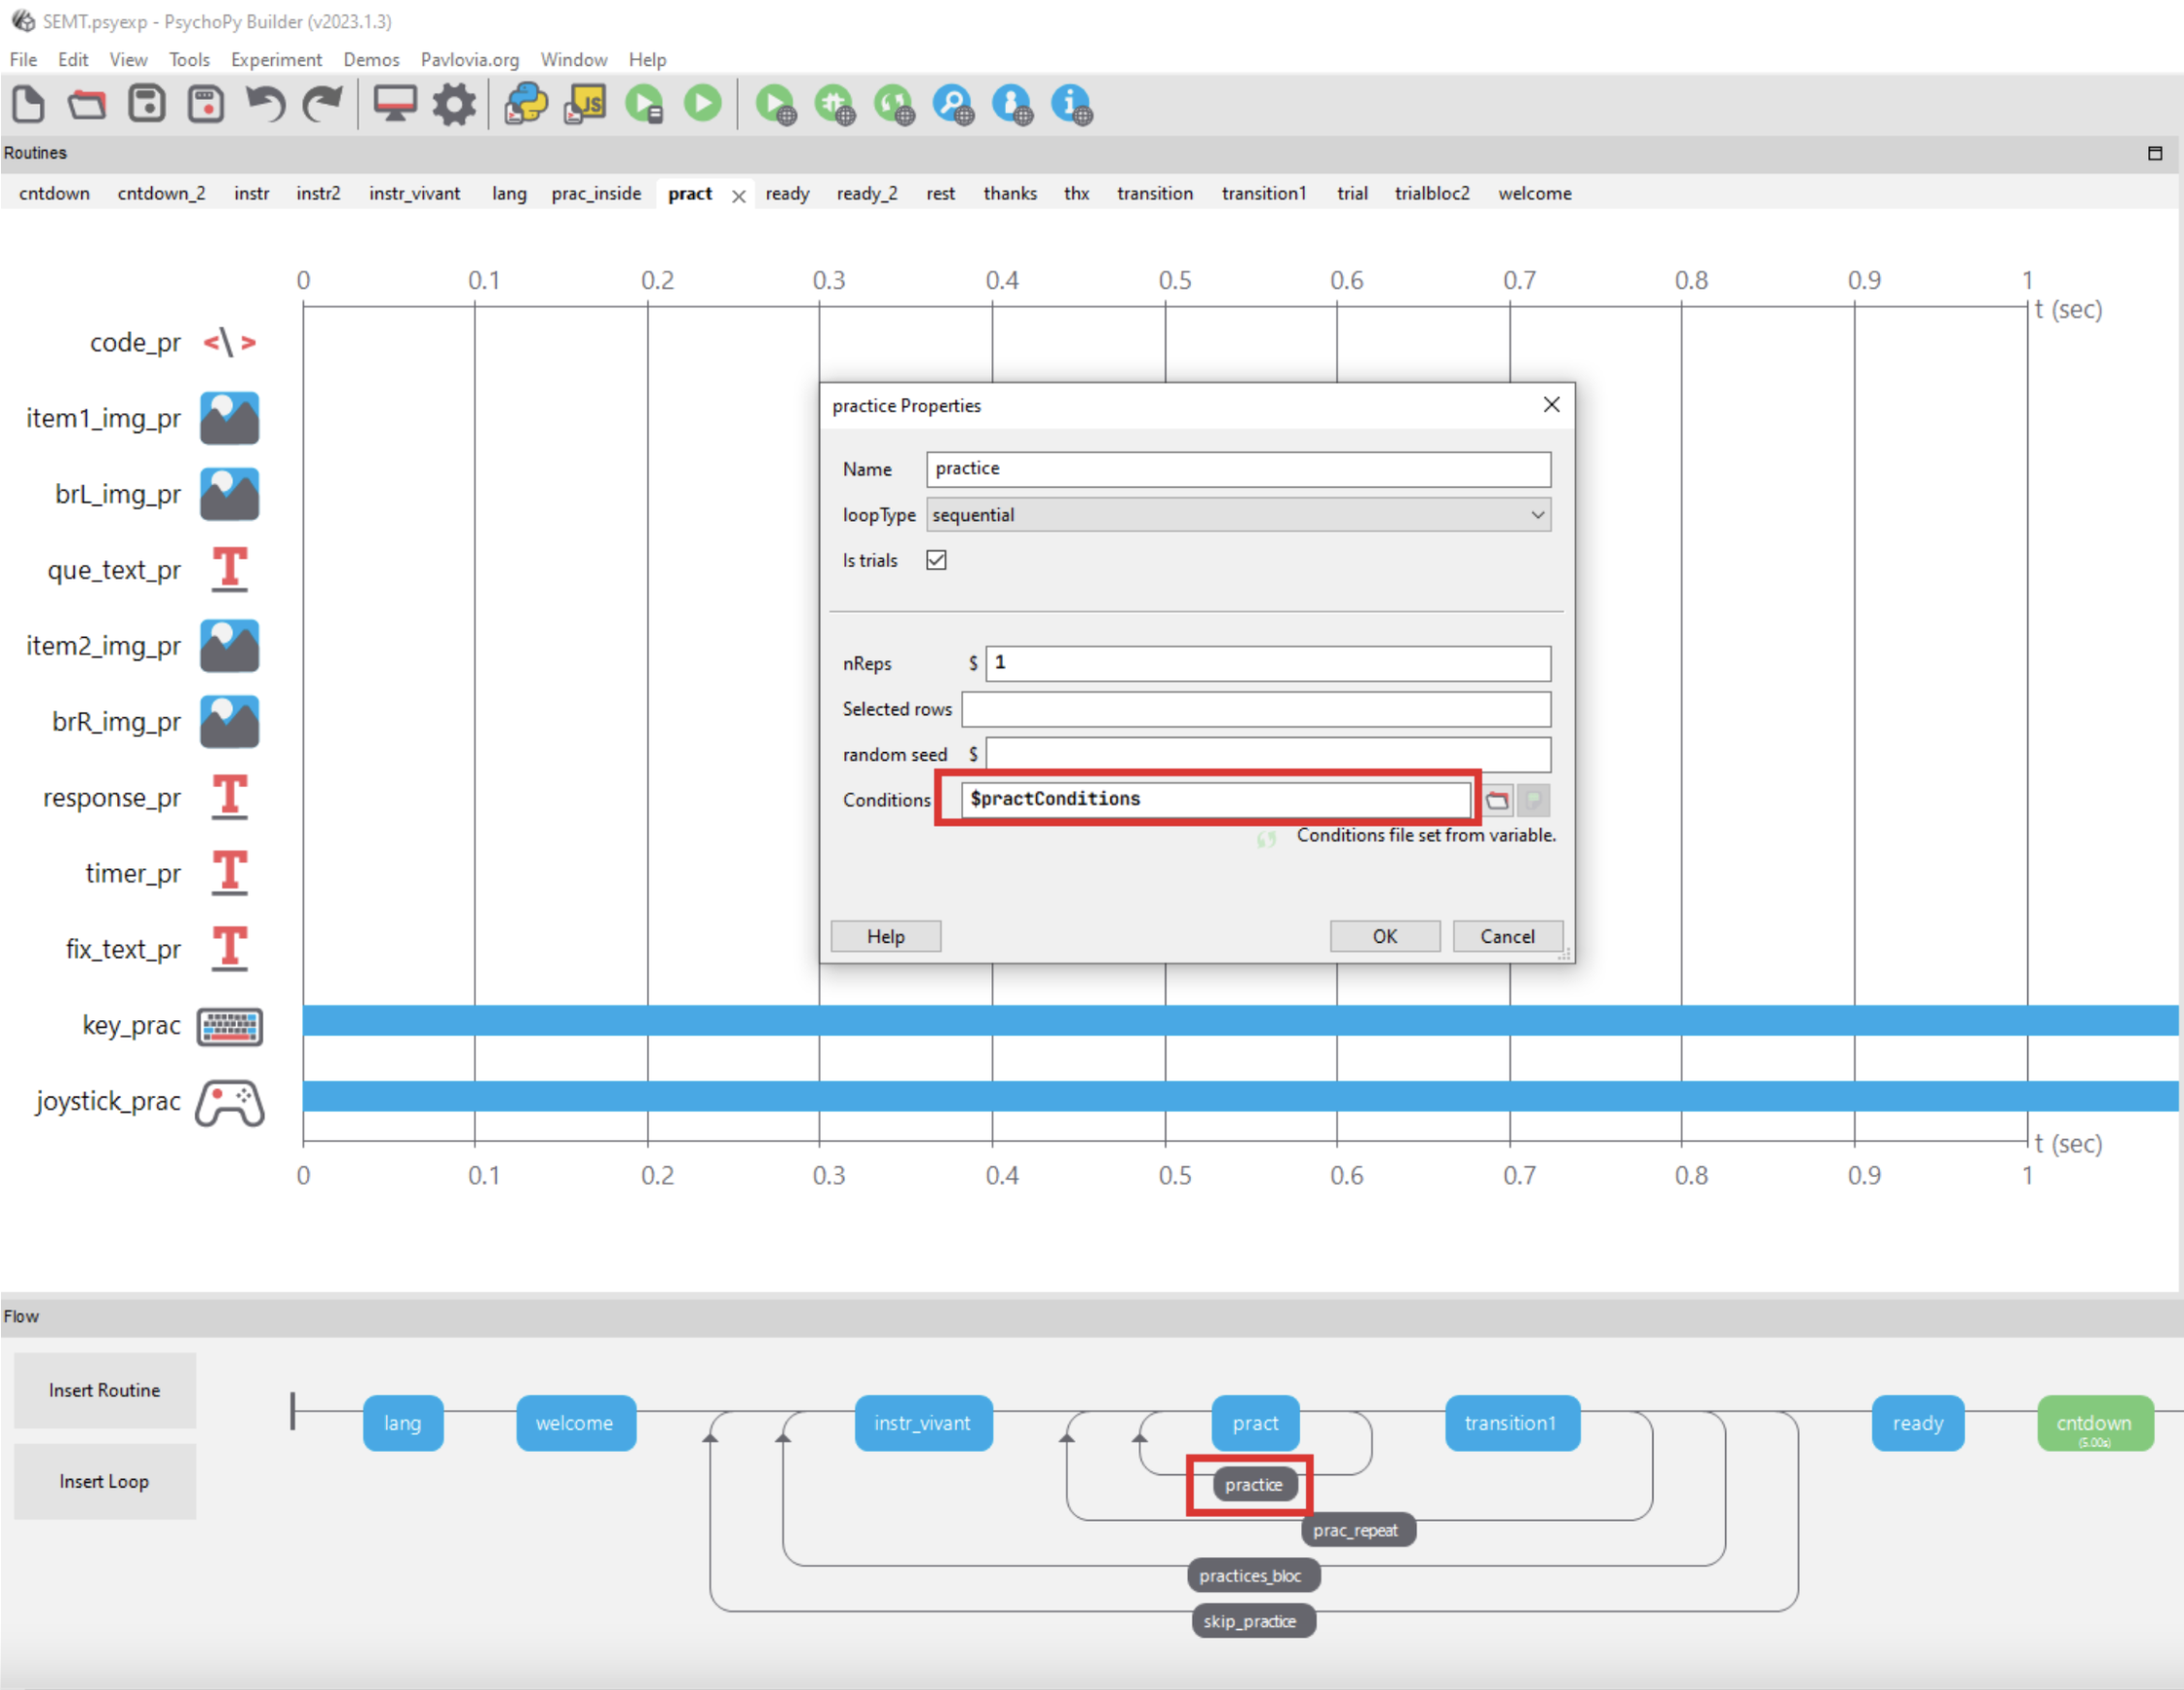 SEMT.psyexp - PsychoPy Builder (v2023.1.3)
File Edit View Tools Experiment Demos Pavlovia.org Window Help
JS
Routines
cntdown cntdown_2 instr instr2 instr_vivant lang prac_inside pract ready ready_2 rest thanks thx transition transition1 trial trialbloc2 welcome
0 0.1 0.2 0.3 0.4 0.5 0.6 0.7 0.8 0.9 1
t (sec)
code_pr
item1_img_pr
brL_img_pr
que_text_pr
item2_img_pr
brR_img_pr
response_pr
timer_pr
fix_text_pr
key_prac
joystick_prac
practice Properties
Name practice
loopType sequential
Is trials
nReps $ 1
Selected rows
random seed $
Conditions $practConditions
Conditions file set from variable.
Help OK Cancel
t (sec)
0 0.1 0.2 0.3 0.4 0.5 0.6 0.7 0.8 0.9 1
Flow
Insert Routine
Insert Loop
lang welcome instr_vivant pract transition1 ready cntdown
(5.00s)
practice
prac_repeat
practices_bloc
skip_practice